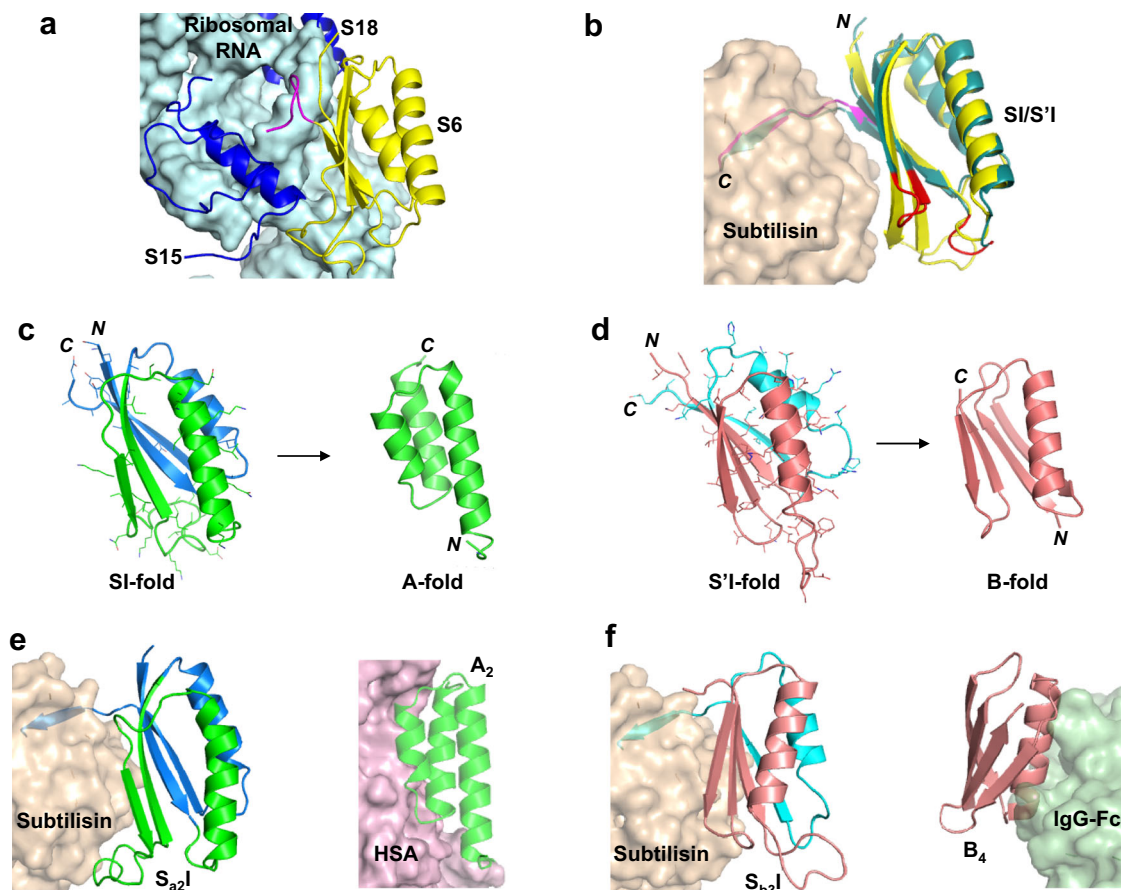 a
Ribosomal
RNA
S18
S6
S15
b
N
SI/S'I
C
Subtilisin
c
C
N
SI-fold
C
N
A-fold
d
N
C
S'I-fold
C
N
B-fold
e
Subtilisin
Sa2I
A2
HSA
f
Subtilisin
Sb3I
B4
IgG-Fc